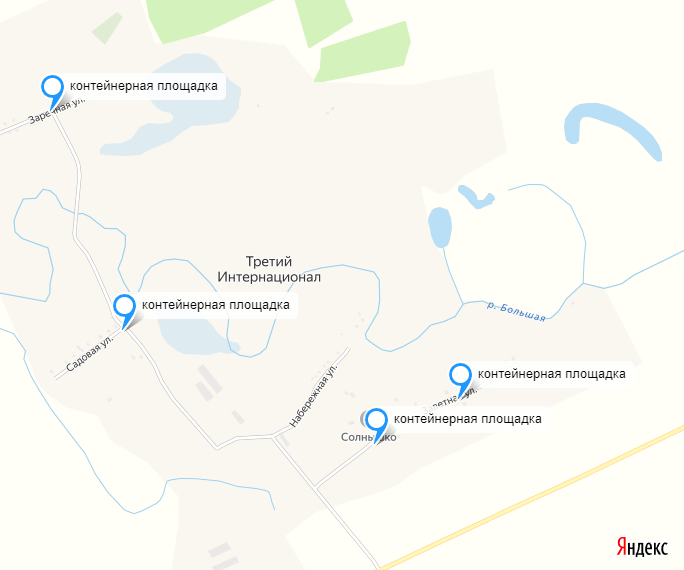 контейнерная площадка
Заречная ул.
Третий
Интернационал
контейнерная площадка
р. Большая
Садовая ул.
Набережная ул.
контейнерная площадка
ул.
контейнерная площадка
Солнышко
Яндекс